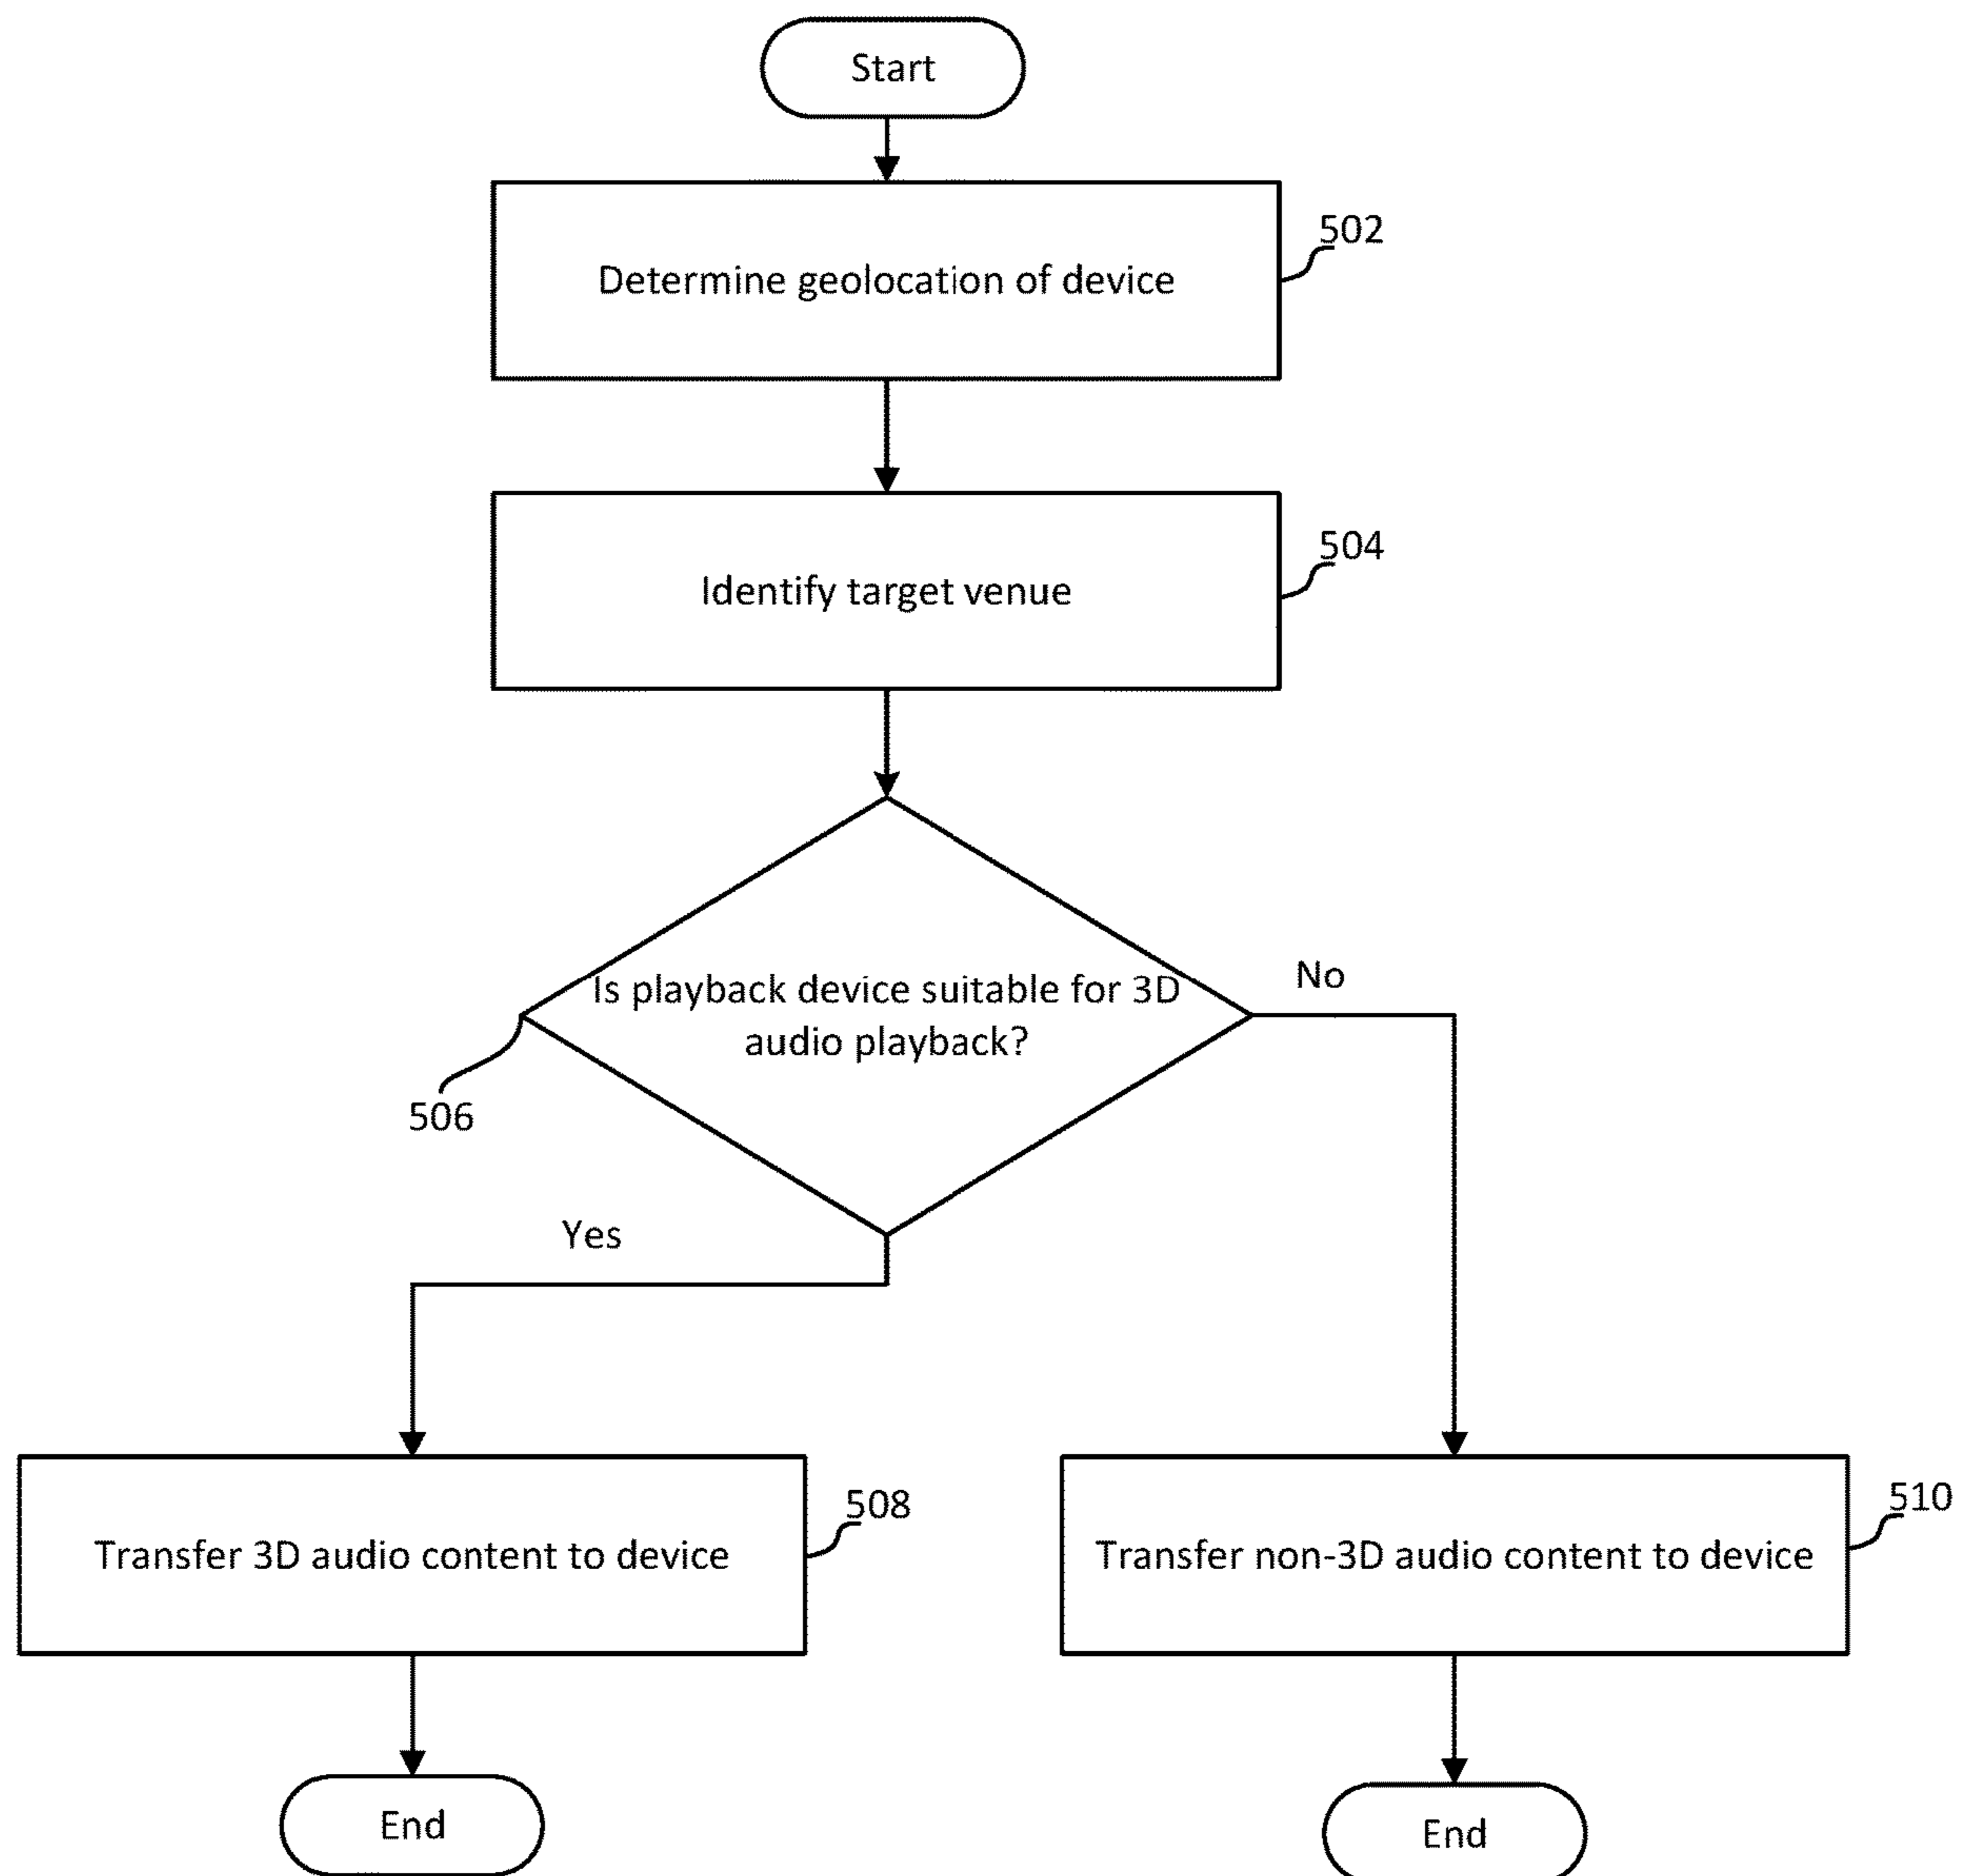 Start
502
Determine geolocation of device
504
Identify target venue
No
Is playback device suitable for 3D
audio playback?
506
Yes
508
510
Transfer 3D audio content to device
Transfer non-3D audio content to device
End
End